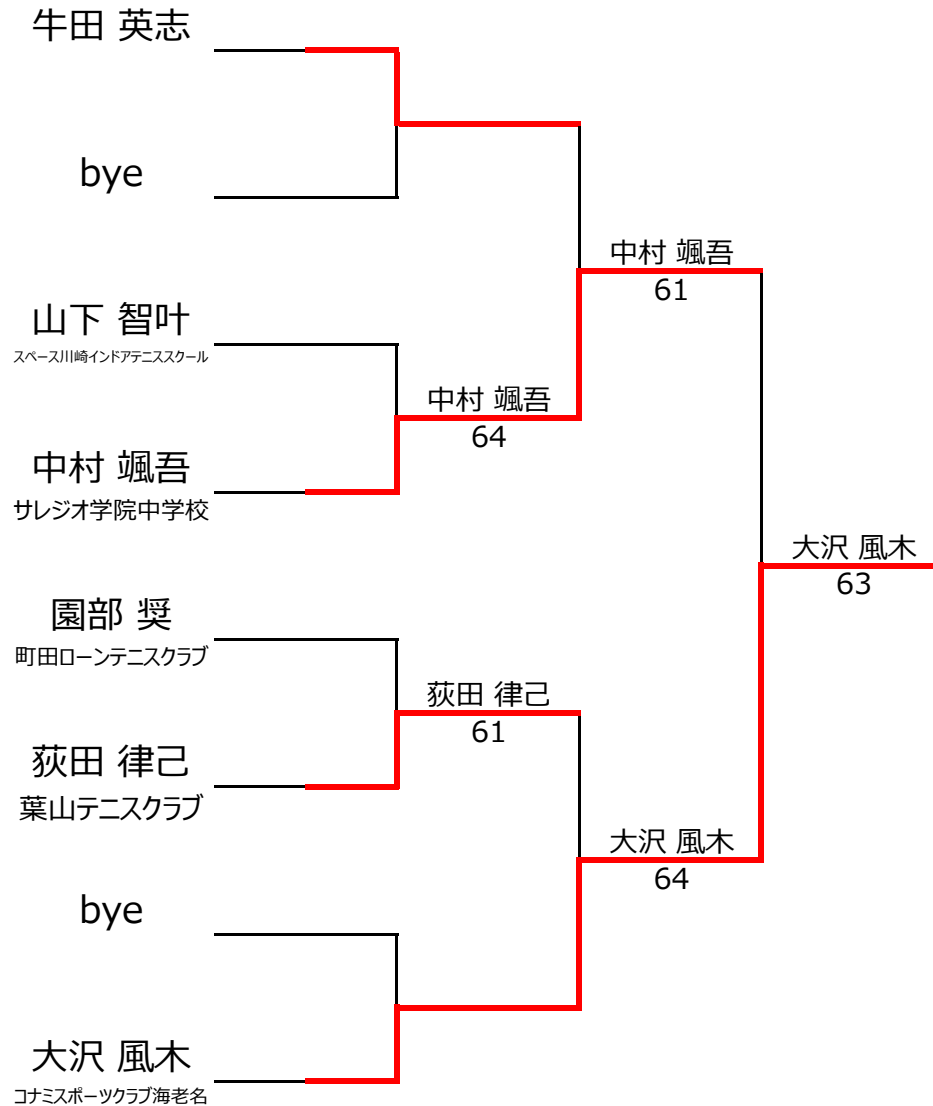 牛田 英志
bye
山下 智叶
スペース川崎インドアテニススクール
中村 颯吾
サレジオ学院中学校
園部 奨
町田ローンテニスクラブ
荻田 律己
葉山テニスクラブ
bye
大沢 風木
コナミスポーツクラブ海老名
中村 颯吾
64
荻田 律己
61
中村 颯吾
61
大沢 風木
64
大沢 風木
63